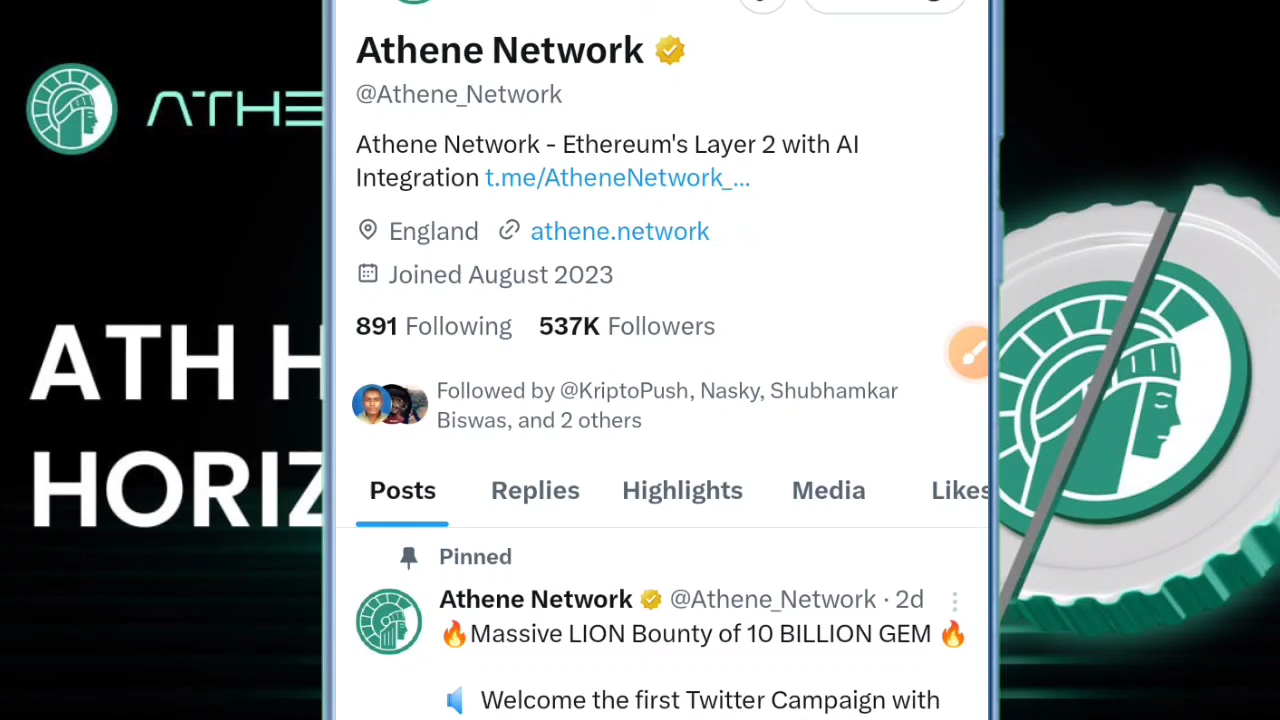 ATHE
ATH H
HORIZ
Athene Network
@Athene_Network
Athene Network - Ethereum's Layer 2 with AI
Integration t.me/AtheneNetwork_...
England athene.network
Joined August 2023
891 Following 537K Followers
Followed by @KriptoPush, Nasky, Shubhamkar
Biswas, and 2 others
Posts Replies Highlights Media Likes
Pinned
Athene Network @Athene_Network · 2d
🔥Massive LION Bounty of 10 BILLION GEM 🔥
Welcome the first Twitter Campaign with